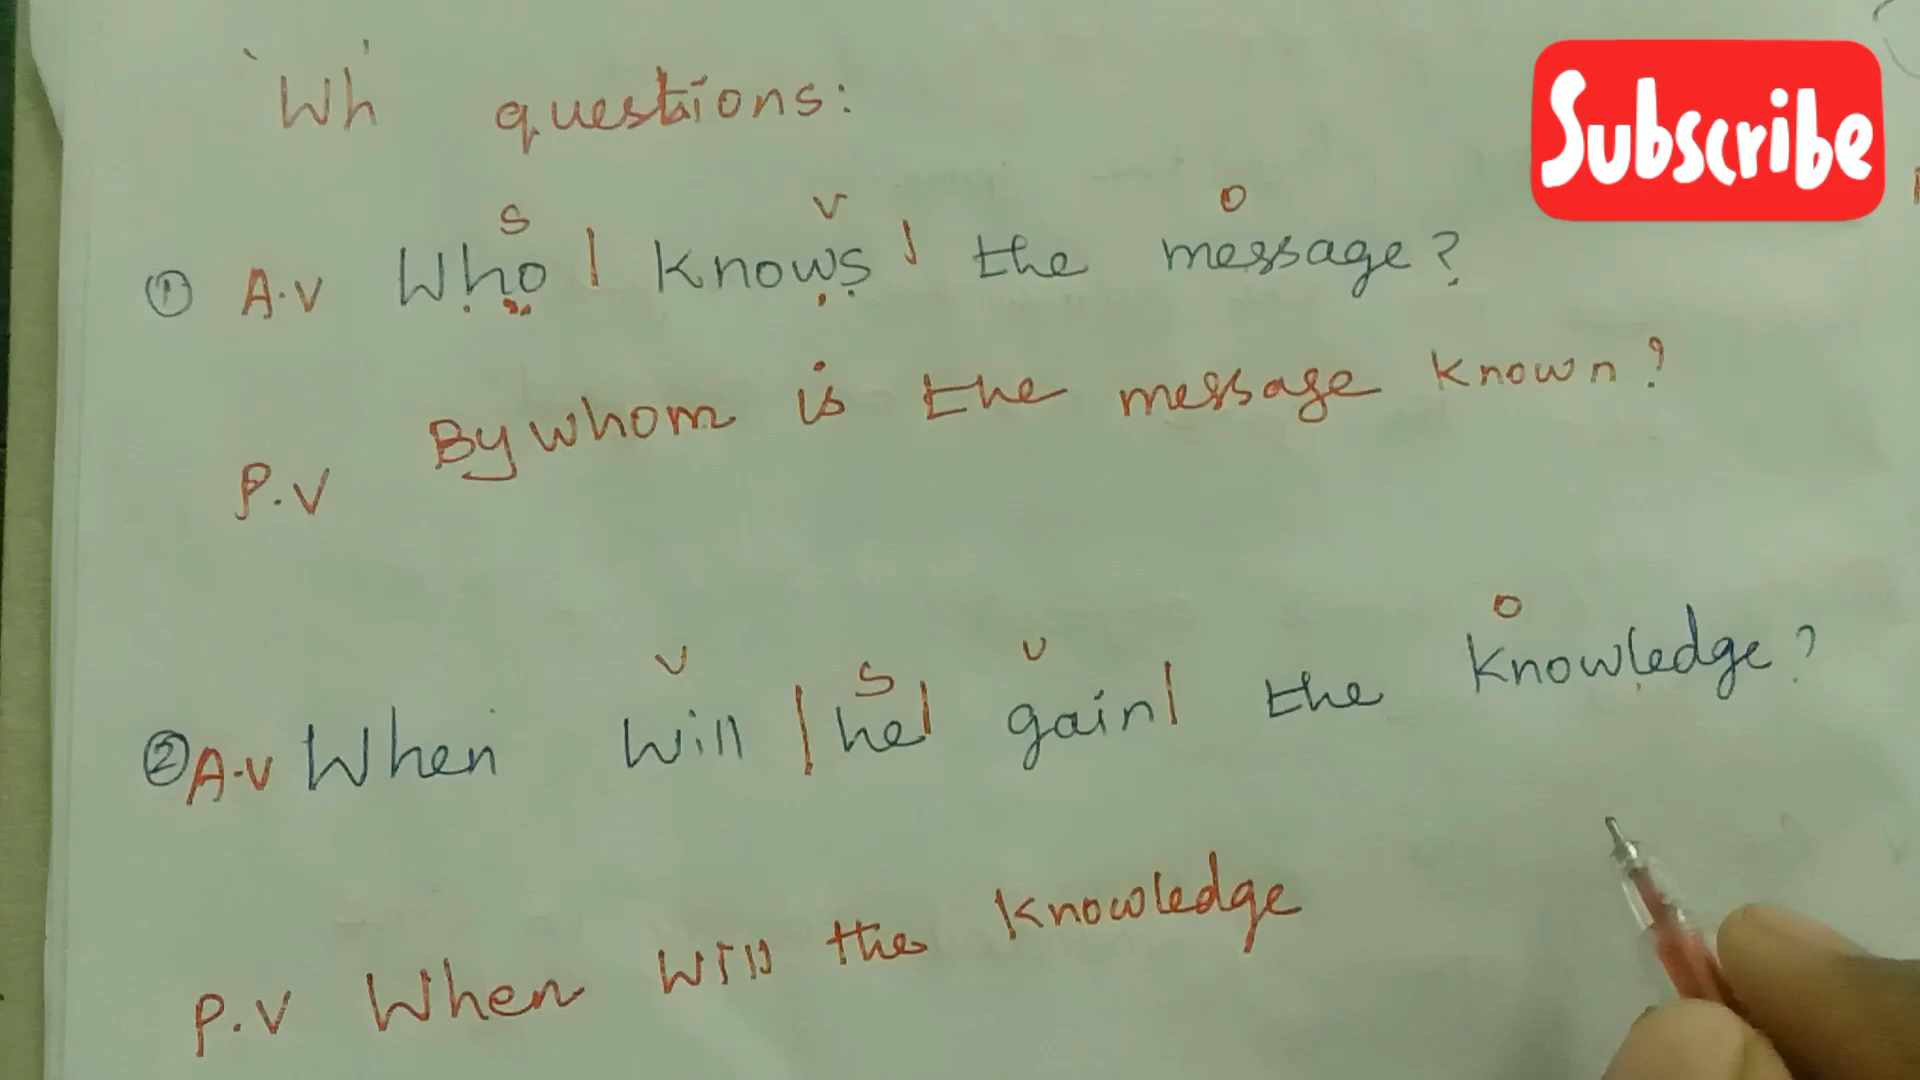 'Wh' questions:
Subscribe
S V O
① A.V Who | knows | the message?
By whom is the message known?
P.V
V S V O
② A.V When will | he | gain | the knowledge?
P.V When will the knowledge